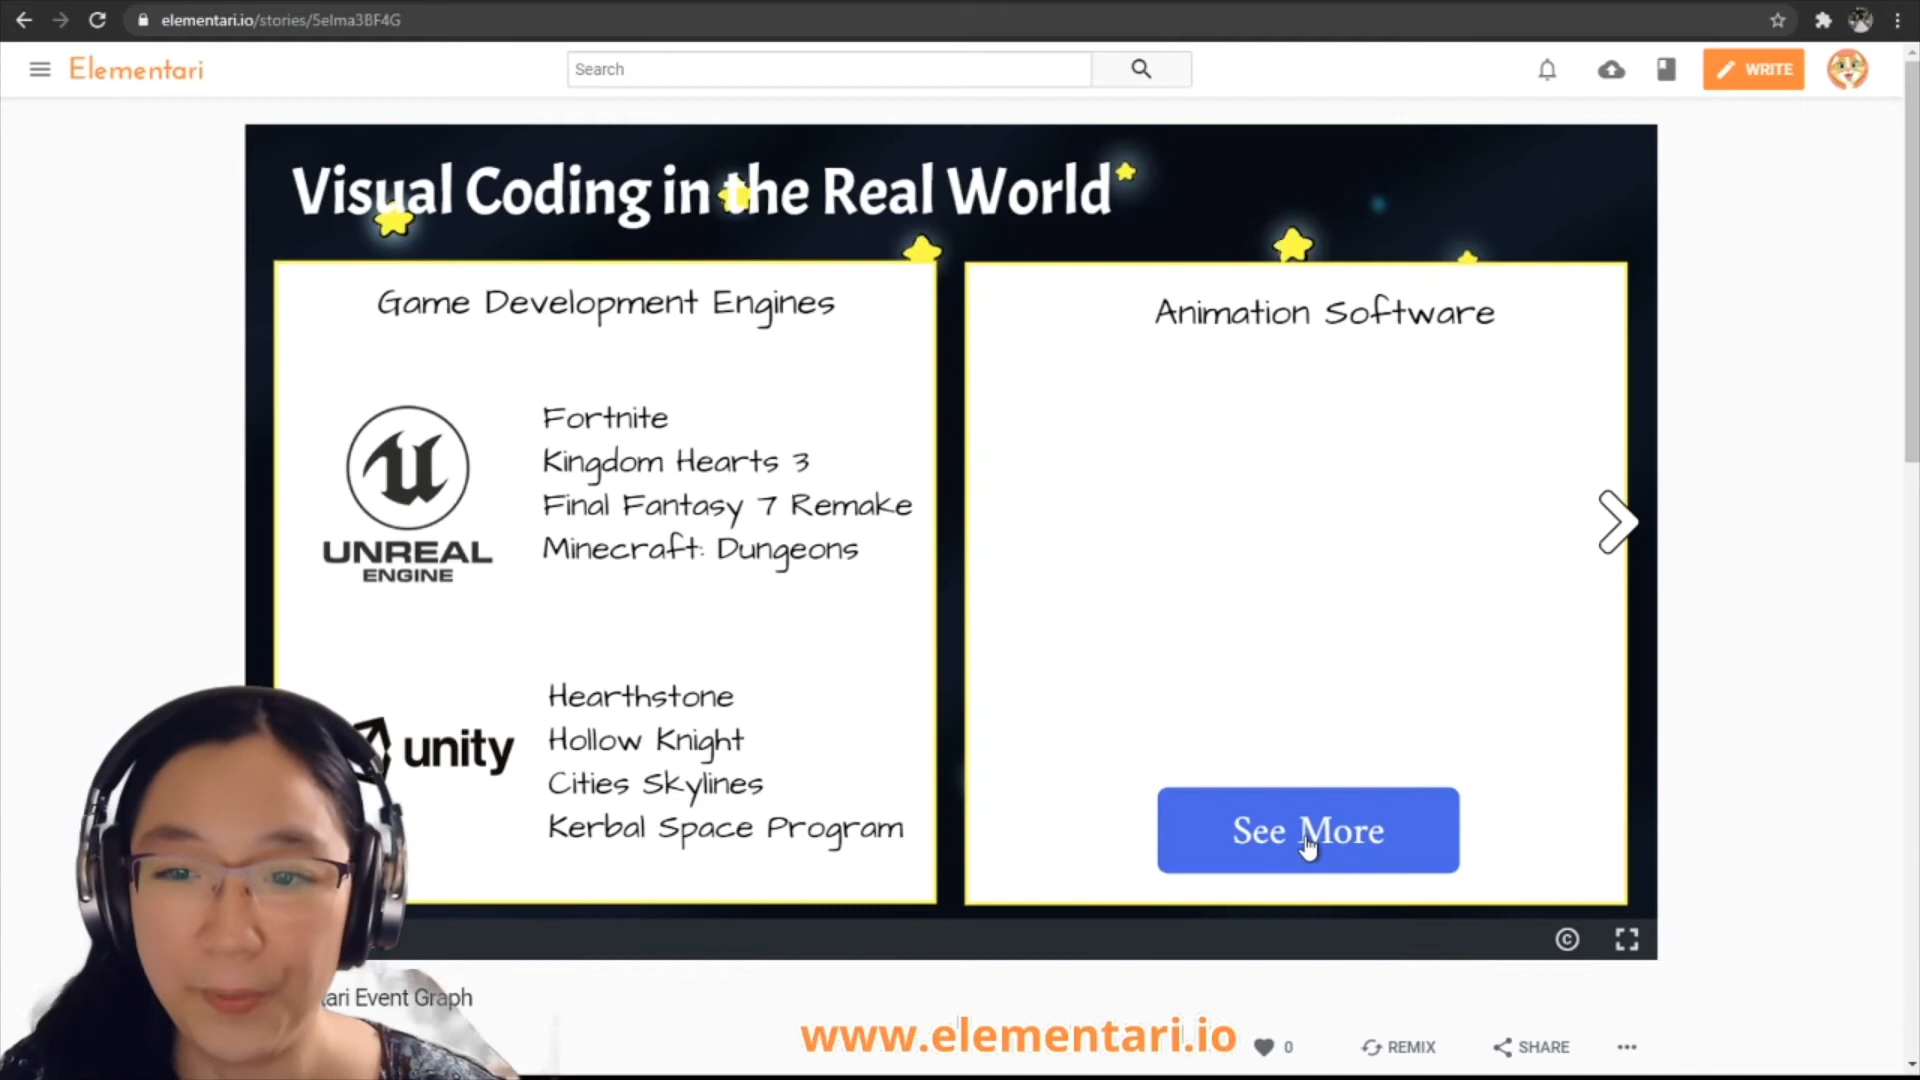 elementari.io/stories/5elma3BF4G
Elementari
Search
WRITE
Visual Coding in the Real World
Game Development Engines
UNREAL
ENGINE
Fortnite
Kingdom Hearts 3
Final Fantasy 7 Remake
Minecraft: Dungeons
unity
Hearthstone
Hollow Knight
Cities Skylines
Kerbal Space Program
Animation Software
See More
©
Event Graph
www.elementari.io
0
REMIX
SHARE